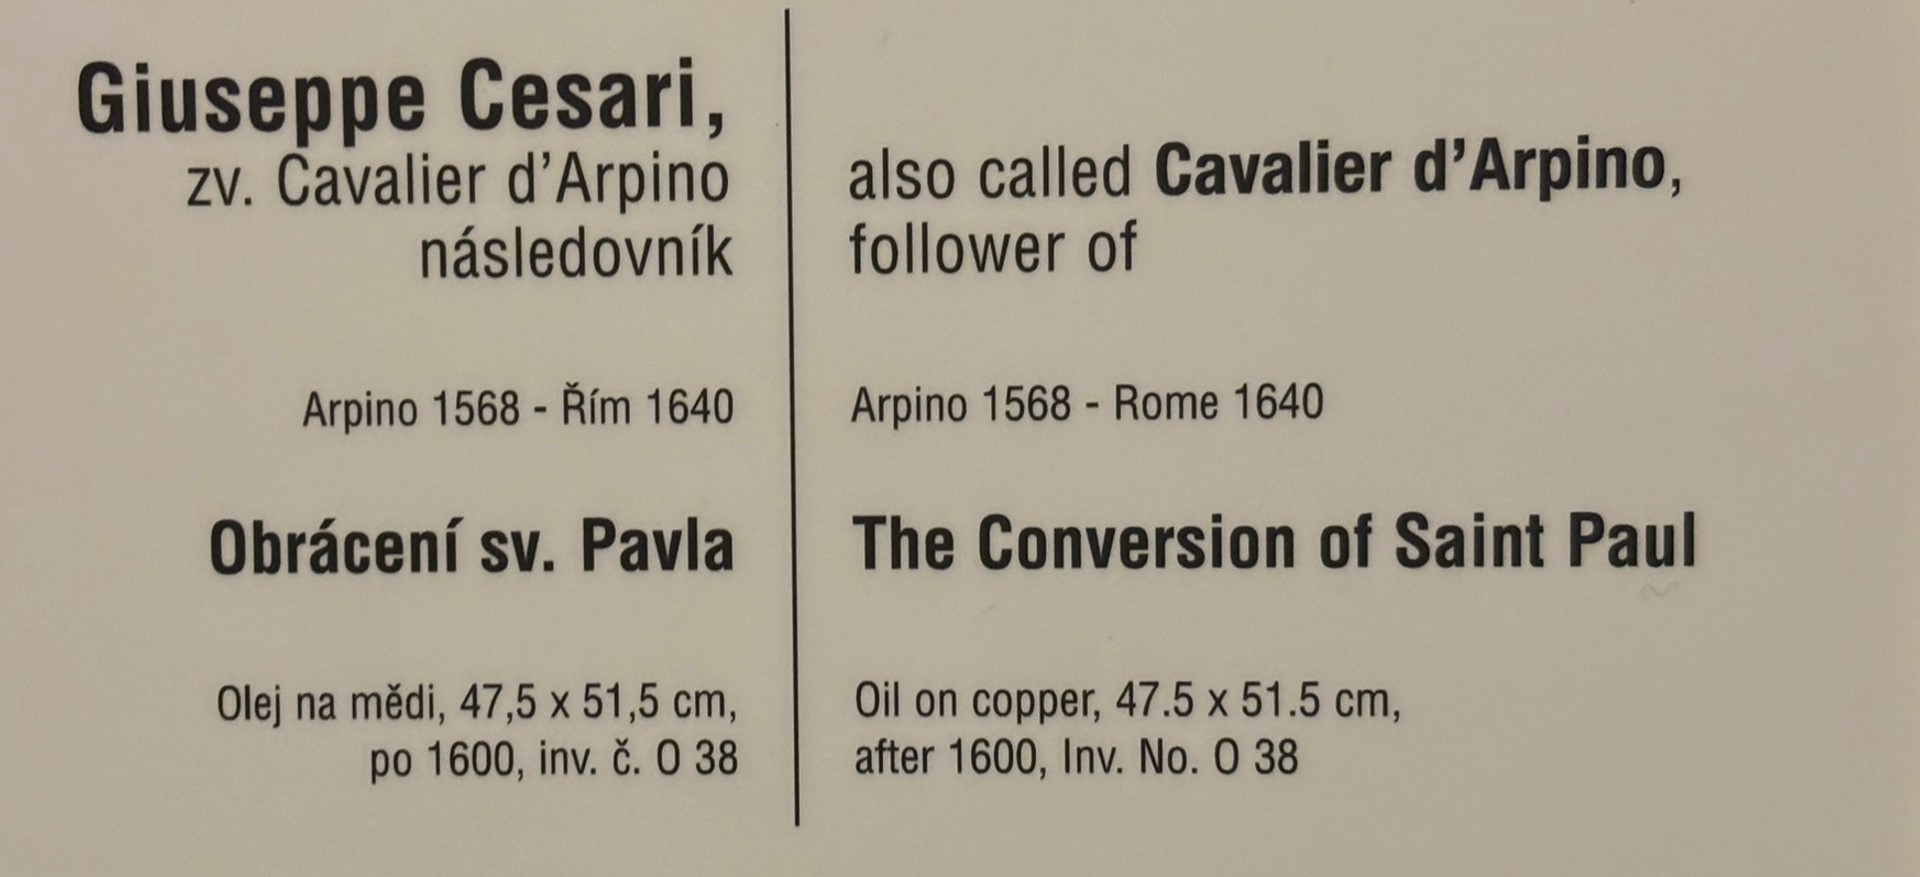 Giuseppe Cesari,
zv. Cavalier d’Arpino
následovník
Arpino 1568 - Řím 1640
Obrácení sv. Pavla
Olej na mědi, 47,5 x 51,5 cm,
po 1600, inv. č. O 38
also called Cavalier d’Arpino,
follower of
Arpino 1568 - Rome 1640
The Conversion of Saint Paul
Oil on copper, 47.5 x 51.5 cm,
after 1600, Inv. No. O 38